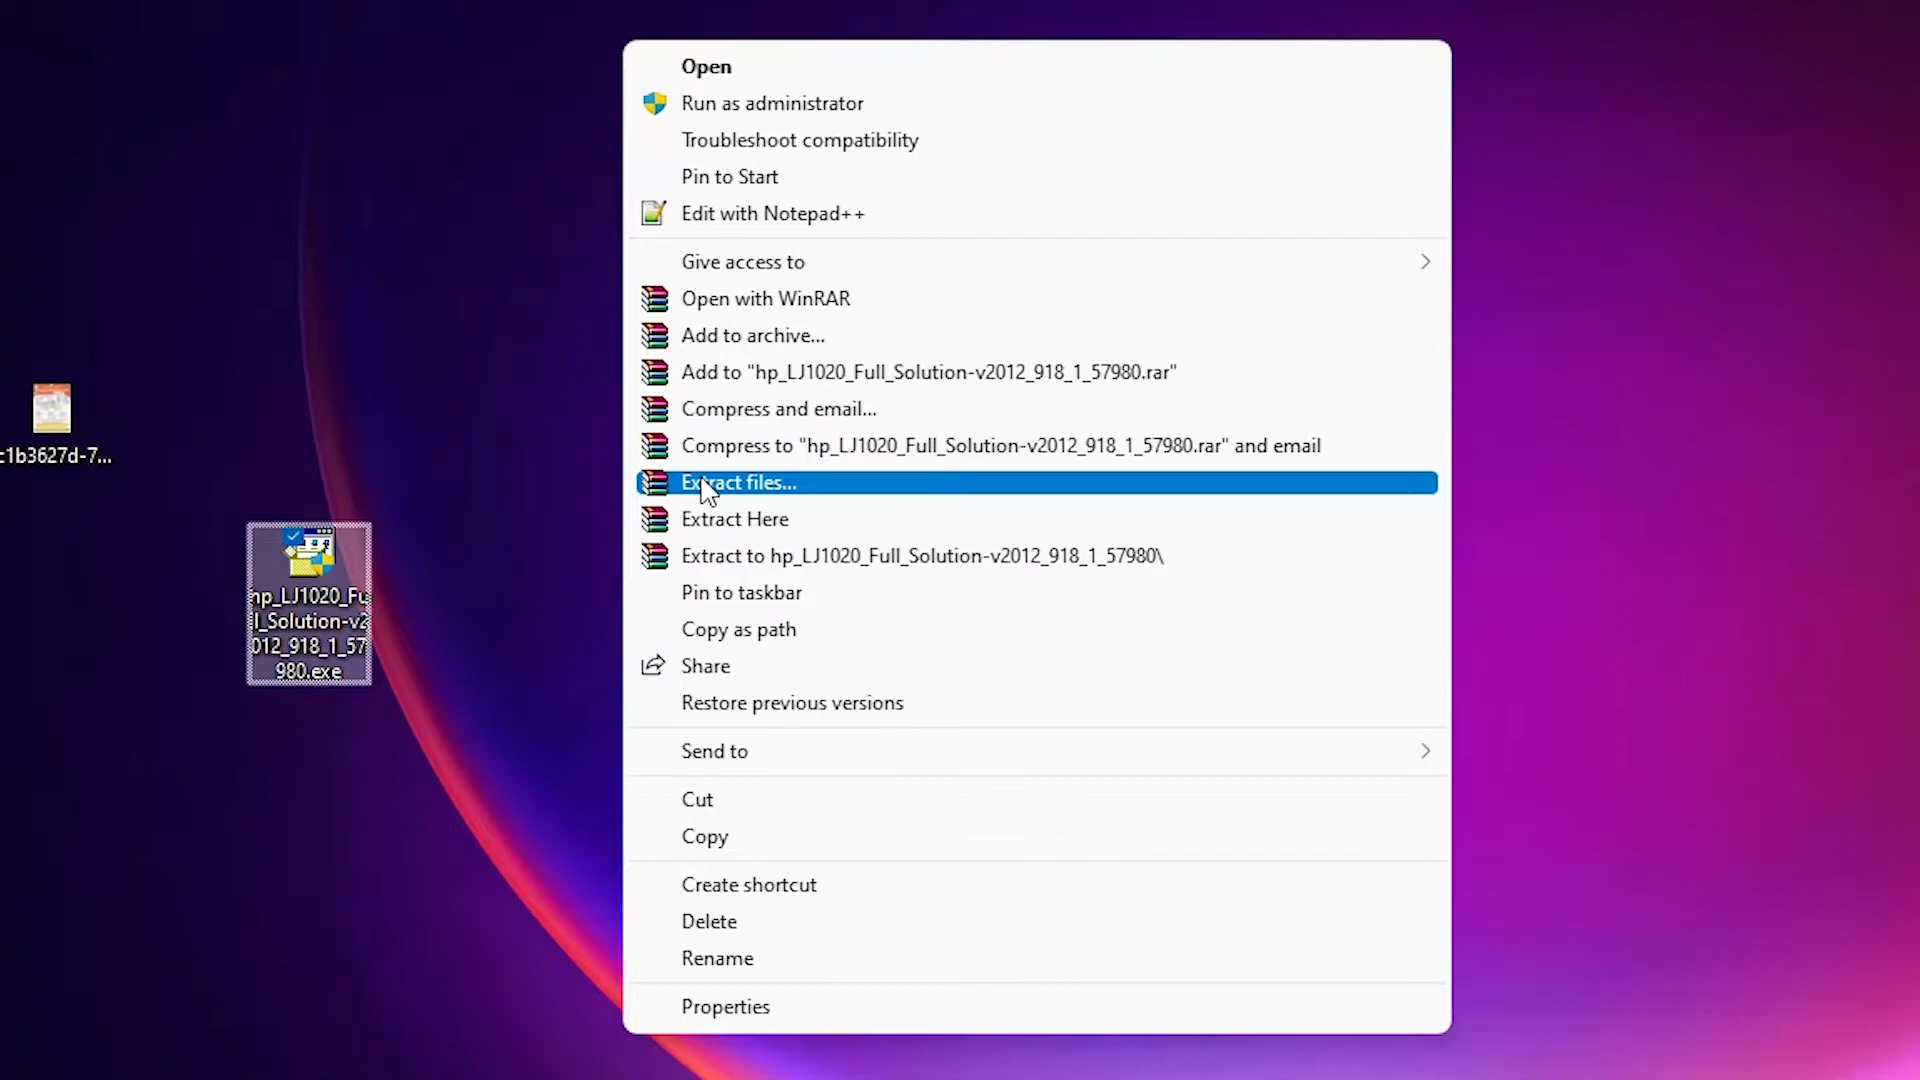 Open
Run as administrator
Troubleshoot compatibility
Pin to Start
Edit with Notepad++
Give access to
Open with WinRAR
Add to archive...
Add to "hp_LJ1020_Full_Solution-v2012_918_1_57980.rar"
Compress and email...
Compress to "hp_LJ1020_Full_Solution-v2012_918_1_57980.rar" and email
Extract files...
Extract Here
Extract to hp_LJ1020_Full_Solution-v2012_918_1_57980\
Pin to taskbar
Copy as path
Share
Restore previous versions
Send to
Cut
Copy
Create shortcut
Delete
Rename
Properties
c1b3627d-7...
hp_LJ1020_Fu
l_Solution-v2
012_918_1_57
980.exe